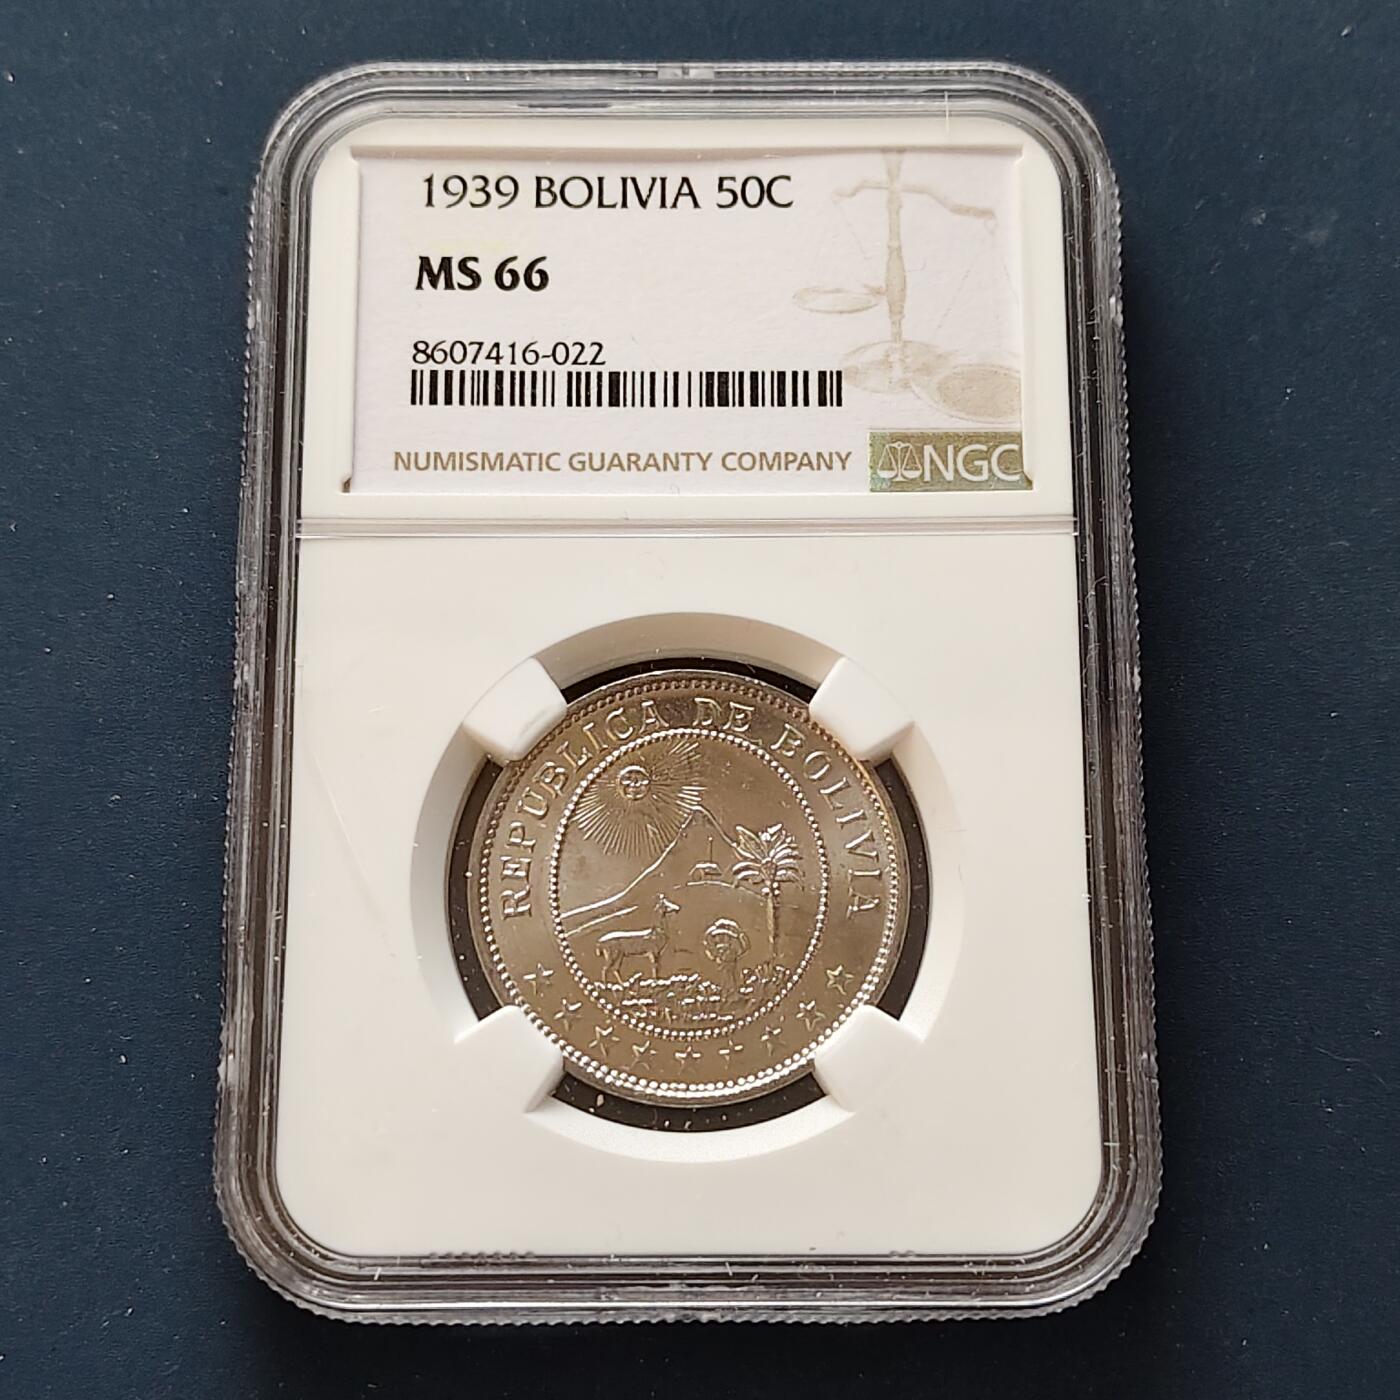 1939 BOLIVIA 50C
MS 66
8607416-022
NUMISMATIC GUARANTY COMPANY
NGC
REPUBLICA DE BOLIVIA